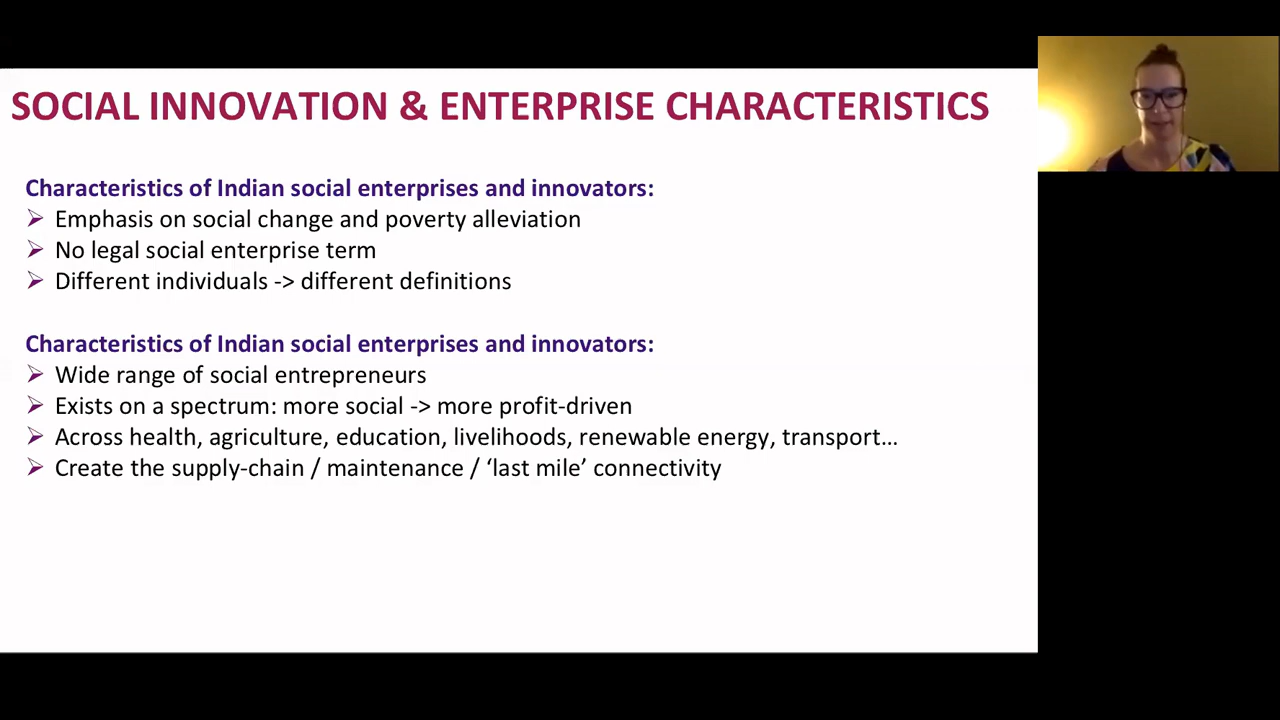 SOCIAL INNOVATION & ENTERPRISE CHARACTERISTICS
Characteristics of Indian social enterprises and innovators:
Emphasis on social change and poverty alleviation
No legal social enterprise term
Different individuals -> different definitions
Characteristics of Indian social enterprises and innovators:
Wide range of social entrepreneurs
Exists on a spectrum: more social -> more profit-driven
Across health, agriculture, education, livelihoods, renewable energy, transport…
Create the supply-chain / maintenance / ‘last mile’ connectivity